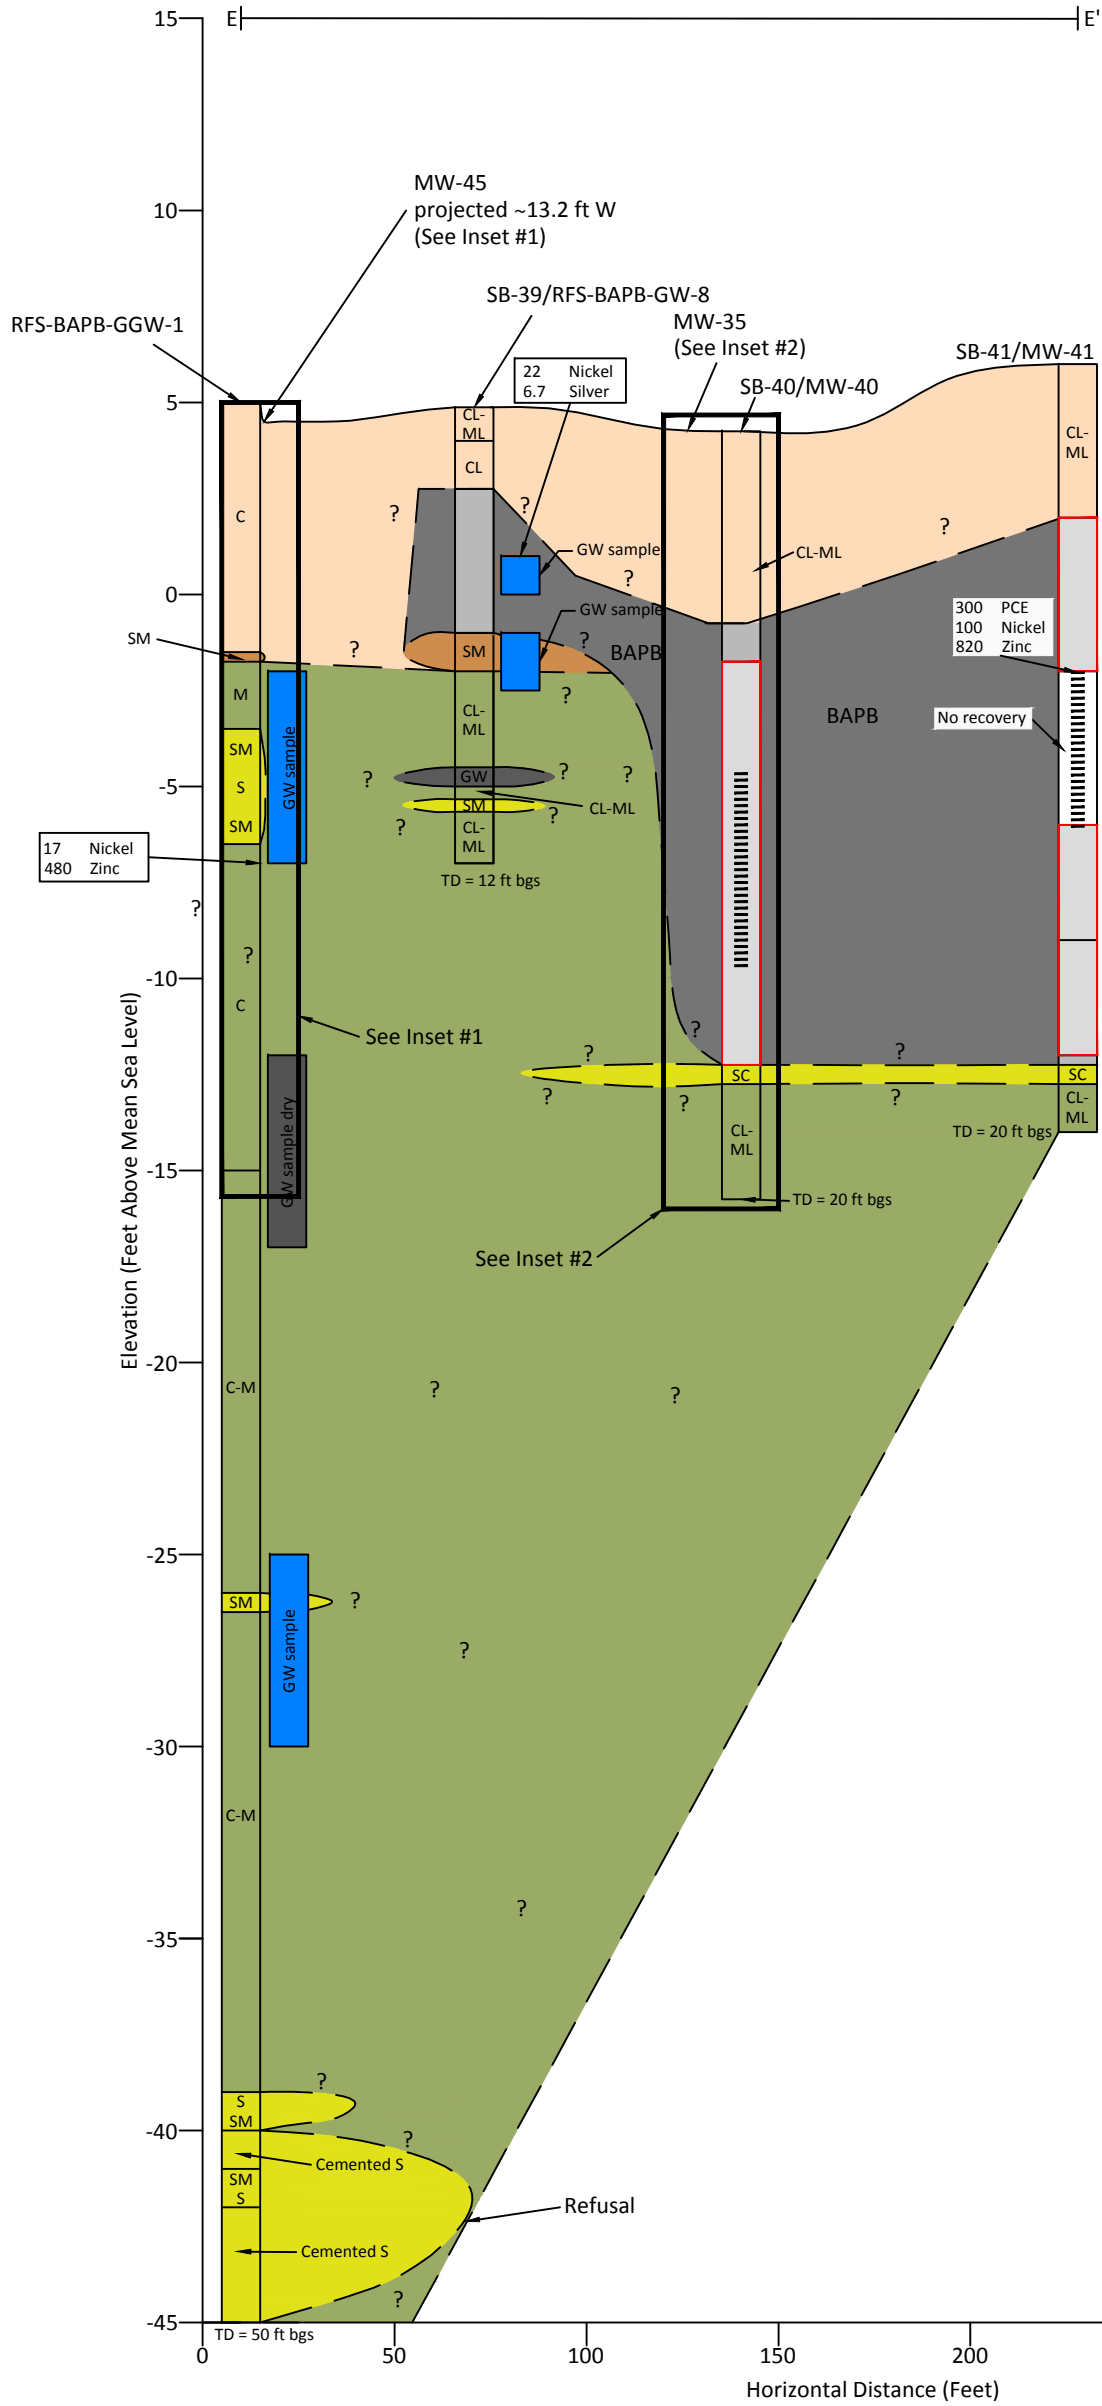 15
E
E'
MW-45
projected ~13.2 ft W
(See Inset #1)
10
SB-39/RFS-BAPB-GW-8
RFS-BAPB-GGW-1
MW-35
(See Inset #2)
SB-41/MW-41
22 Nickel
6.7 Silver
SB-40/MW-40
5
CL-
ML
CL
CL-
ML
C
?
?
?
GW sample
CL-ML
?
0
GW sample
300 PCE
100 Nickel
820 Zinc
SM
?
SM
?
BAPB
M
?
CL-
ML
BAPB
No recovery
SM
S
SM
GW sample
-5
?
GW
?
?
SM
CL-ML
?
?
CL-
ML
17 Nickel
480 Zinc
TD = 12 ft bgs
?
?
-10
C
See Inset #1
?
?
?
SC
SC
?
?
?
CL-
ML
CL-
ML
GW sample dry
TD = 20 ft bgs
-15
TD = 20 ft bgs
See Inset #2
Elevation (Feet Above Mean Sea Level)
-20
C-M
?
?
-25
SM
?
GW sample
?
-30
C-M
?
-35
?
S
SM
-40
?
Cemented S
SM
S
Refusal
Cemented S
?
-45
TD = 50 ft bgs
0
50
100
150
200
Horizontal Distance (Feet)